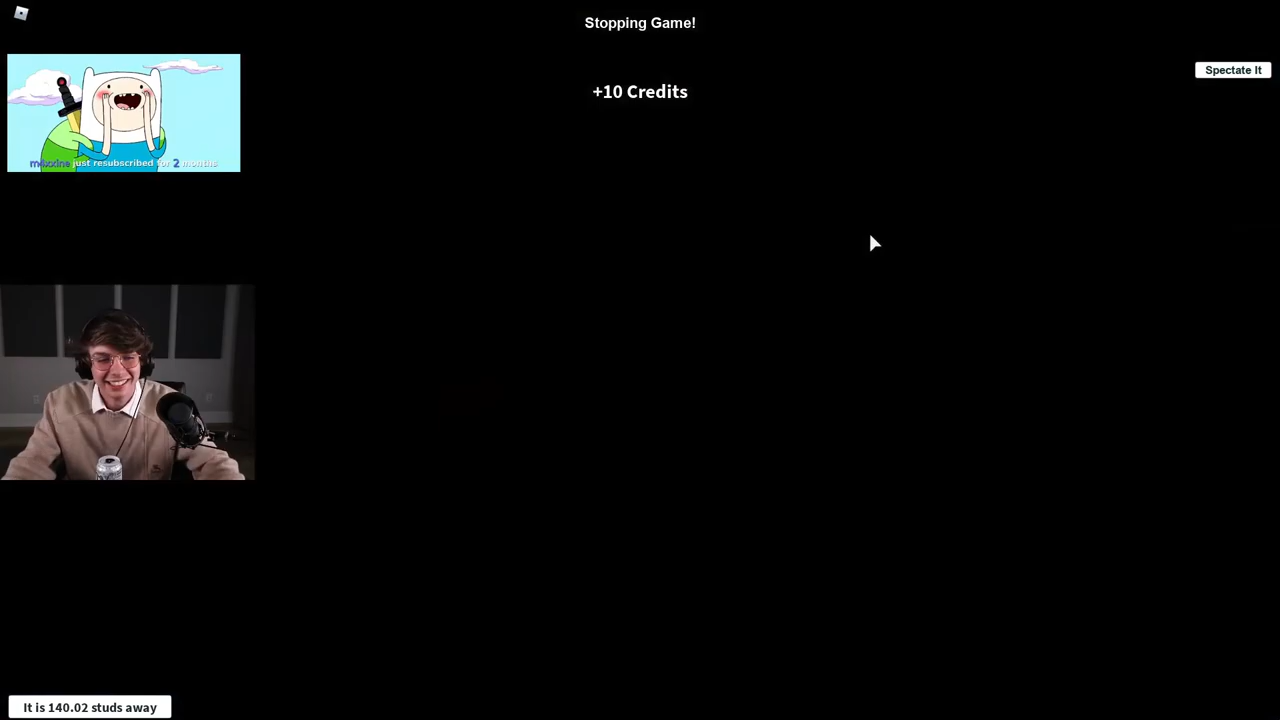 Stopping Game!
Spectate It
+10 Credits
just resubscribed for 2 months
It is 140.02 studs away